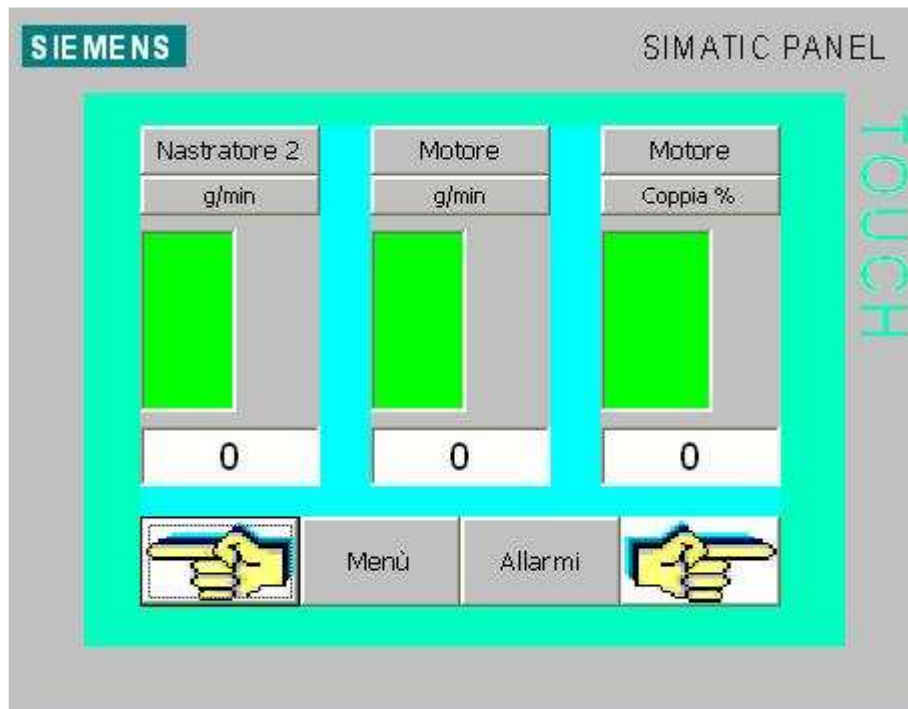 SIEMENS
SIMATIC PANEL
TOUCH
Nastratore 2
Motore
Motore
g/min
g/min
Coppia %
0
0
0
Menù
Allarmi